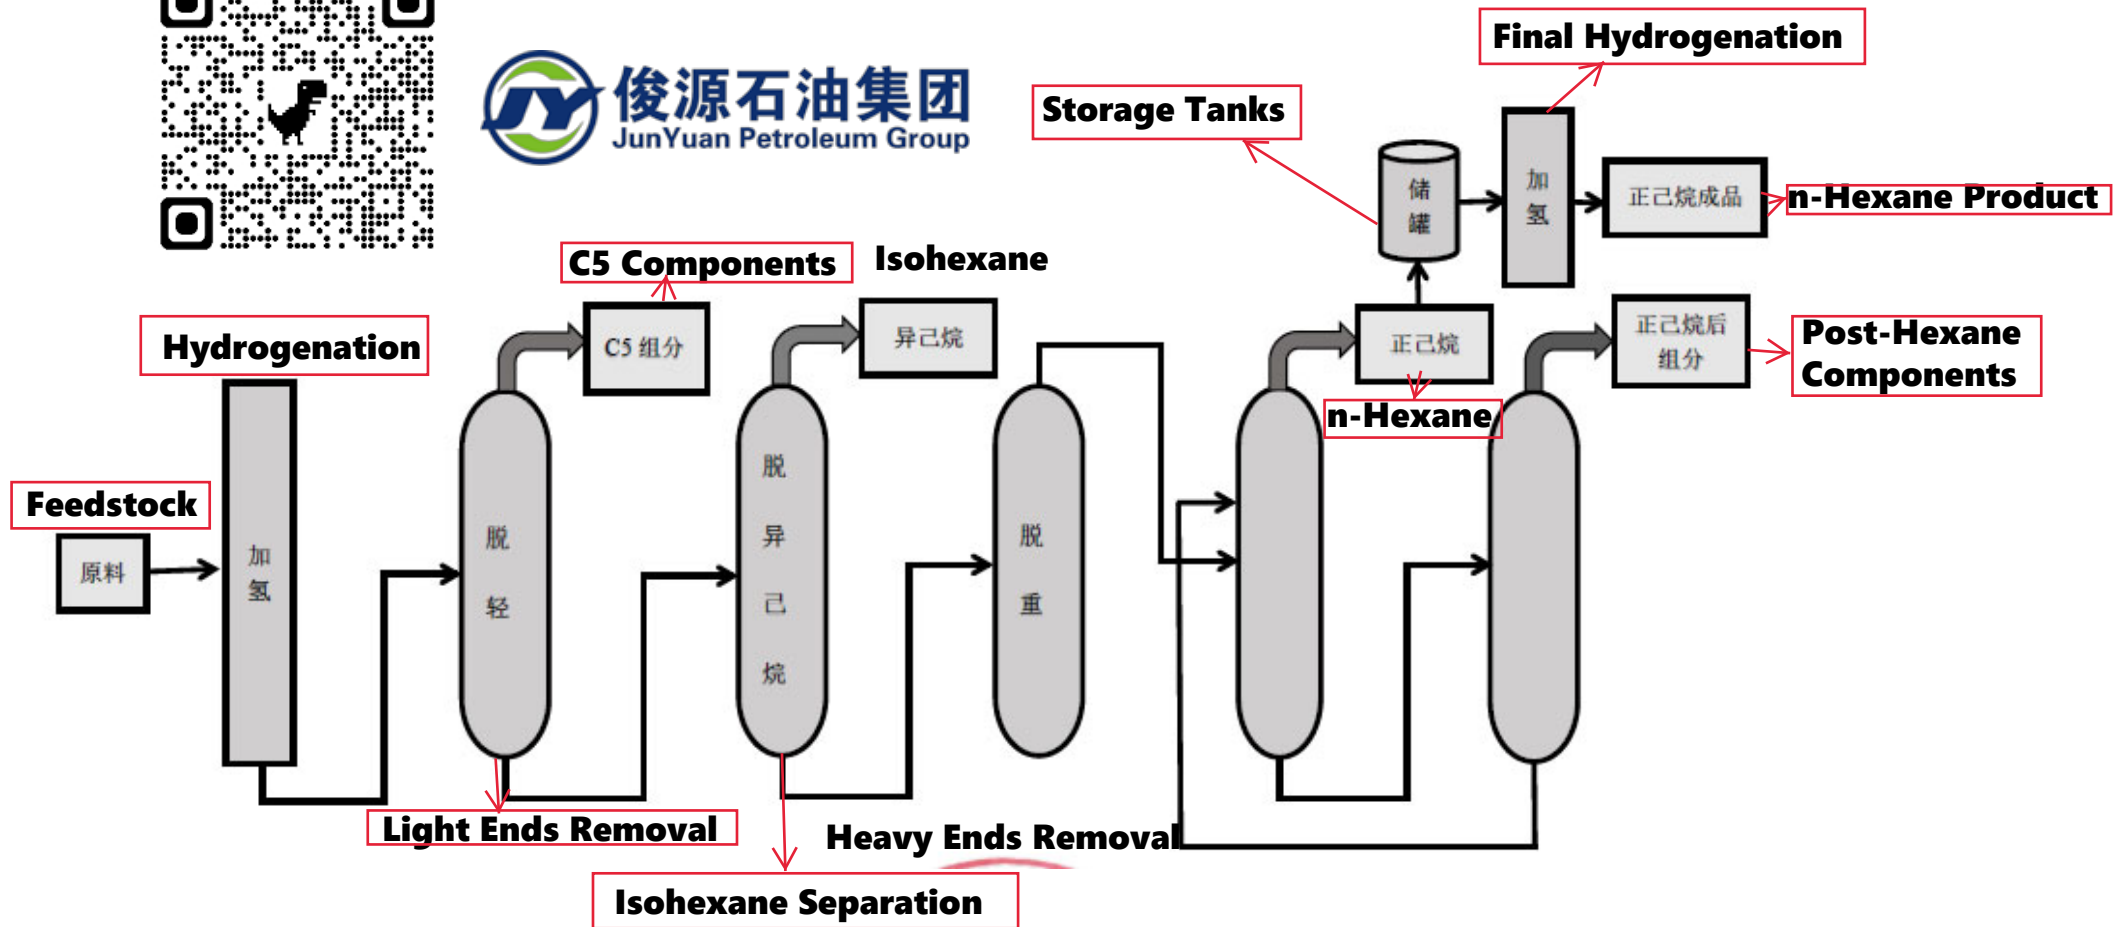 Final Hydrogenation
俊源石油集团
JunYuan Petroleum Group
Storage Tanks
储
罐
加
氢
正己烷成品
n-Hexane Product
C5 Components
Isohexane
Hydrogenation
C5 组分
异己烷
正己烷
正己烷后
组分
Post-Hexane
Components
n-Hexane
Feedstock
原料
加
氢
脱
轻
脱
异
己
烷
脱
重
Light Ends Removal
Heavy Ends Removal
Isohexane Separation